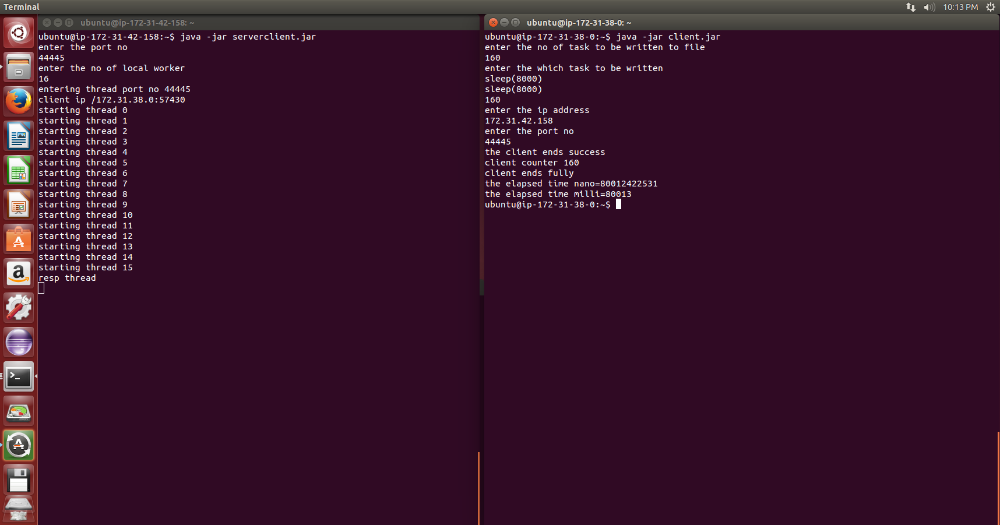 Terminal
10:13 PM
ubuntu@ip-172-31-42-158: ~
ubuntu@ip-172-31-42-158:~$ java -jar serverclient.jar
enter the port no
44445
enter the no of local worker
16
entering thread port no 44445
client ip /172.31.38.0:57430
starting thread 0
starting thread 1
starting thread 2
starting thread 3
starting thread 4
starting thread 5
starting thread 6
starting thread 7
starting thread 8
starting thread 9
starting thread 10
starting thread 11
starting thread 12
starting thread 13
starting thread 14
starting thread 15
resp thread
ubuntu@ip-172-31-38-0: ~
ubuntu@ip-172-31-38-0:~$ java -jar client.jar
enter the no of task to be written to file
160
enter the which task to be written
sleep(8000)
sleep(8000)
160
enter the ip address
172.31.42.158
enter the port no
44445
the client ends success
client counter 160
client ends fully
the elapsed time nano=80012422531
the elapsed time milli=80013
ubuntu@ip-172-31-38-0:~$